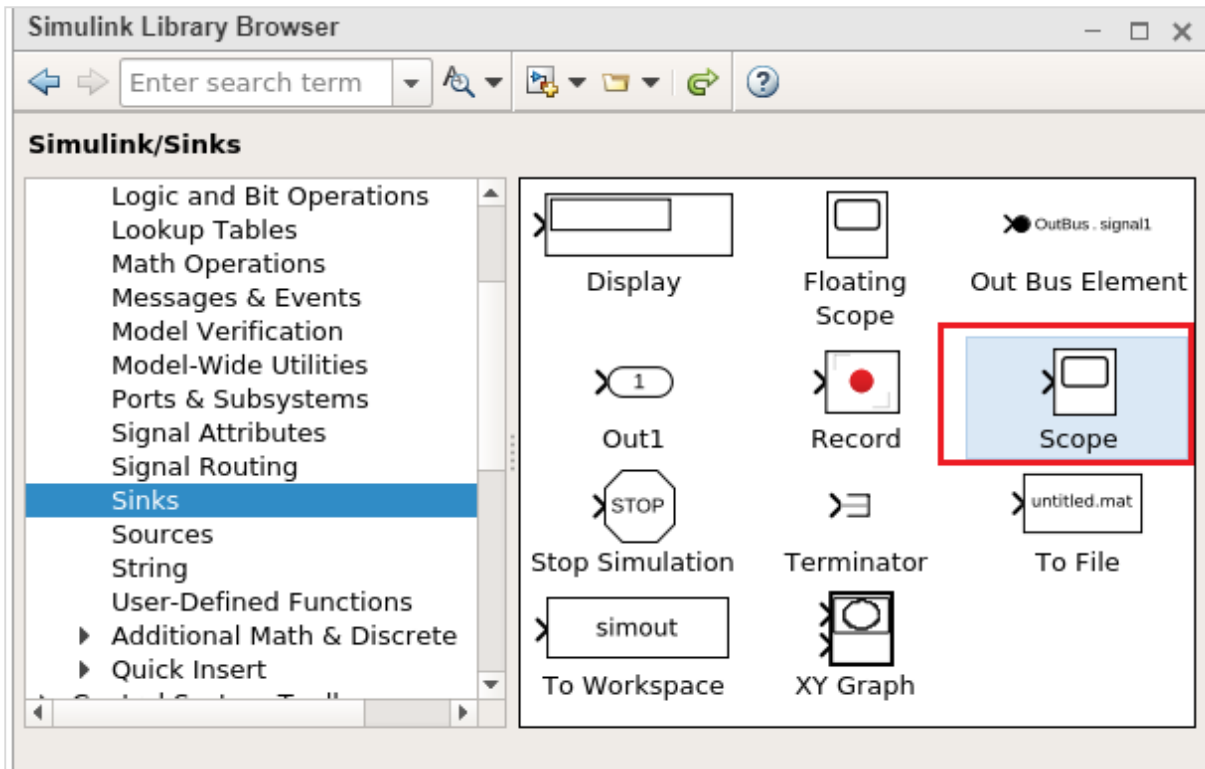 Simulink Library Browser
Enter search term
Simulink/Sinks
Logic and Bit Operations
Lookup Tables
Math Operations
Messages & Events
Model Verification
Model-Wide Utilities
Ports & Subsystems
Signal Attributes
Signal Routing
Sinks
Sources
String
User-Defined Functions
Additional Math & Discrete
Quick Insert
Display
Floating
Scope
OutBus . signal1
Out Bus Element
1
Out1
Record
Scope
STOP
Stop Simulation
Terminator
untitled.mat
To File
simout
To Workspace
XY Graph